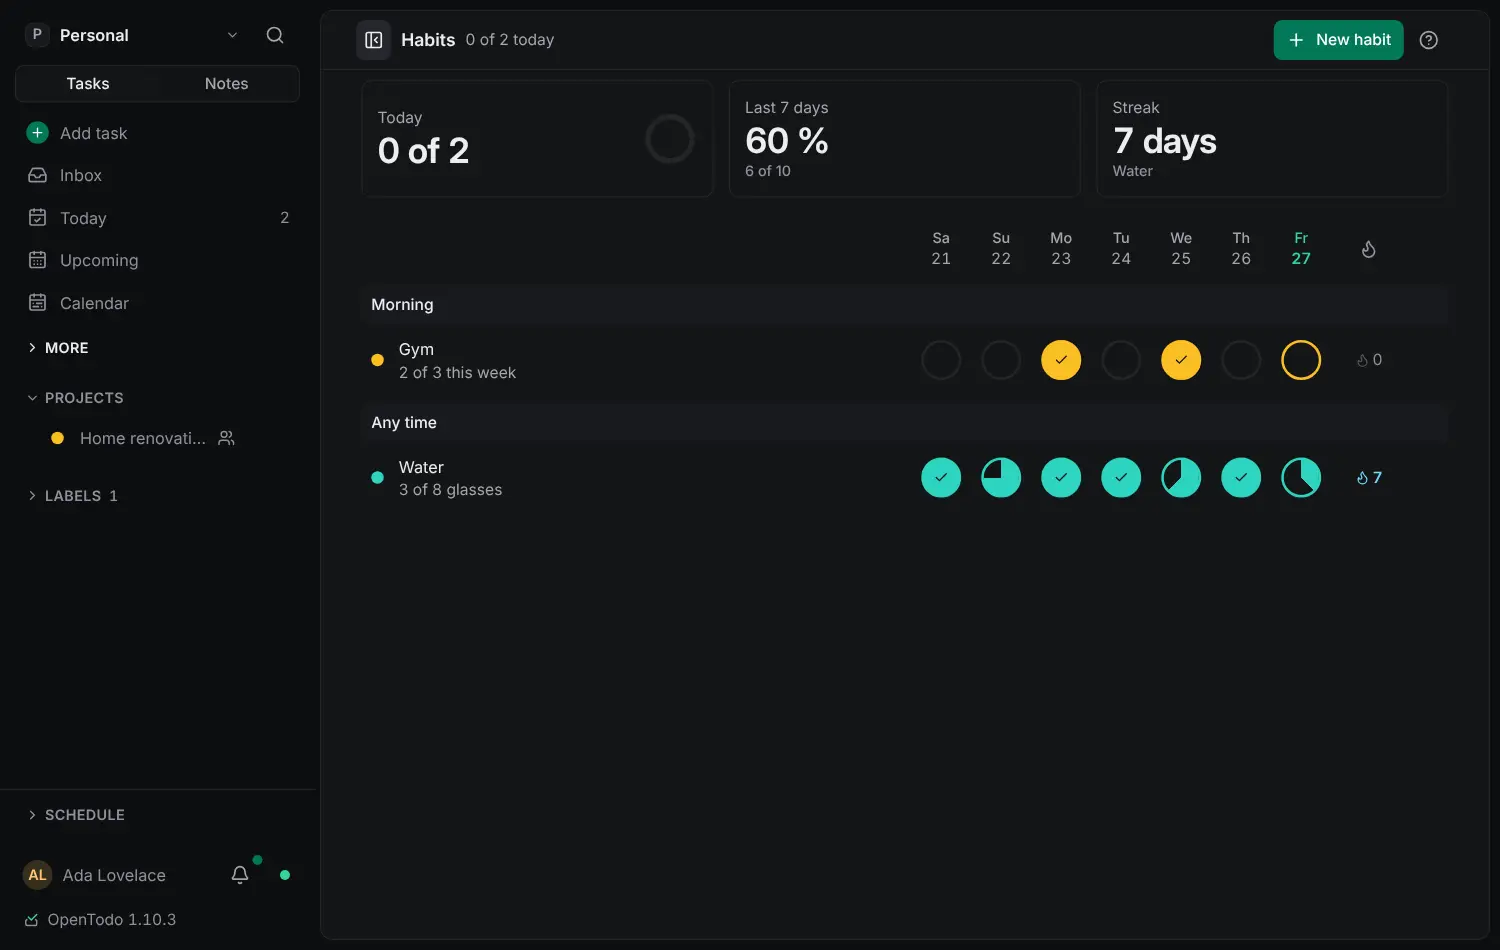 P Personal
Tasks Notes
Add task
Inbox
Today 2
Upcoming
Calendar
MORE
PROJECTS
Home renovati...
LABELS 1
SCHEDULE
AL Ada Lovelace
OpenTodo 1.10.3
Habits 0 of 2 today
New habit
Today
0 of 2
Last 7 days
60 %
6 of 10
Streak
7 days
Water
Sa Su Mo Tu We Th Fr
21 22 23 24 25 26 27
Morning
Gym
2 of 3 this week
0
Any time
Water
3 of 8 glasses
7